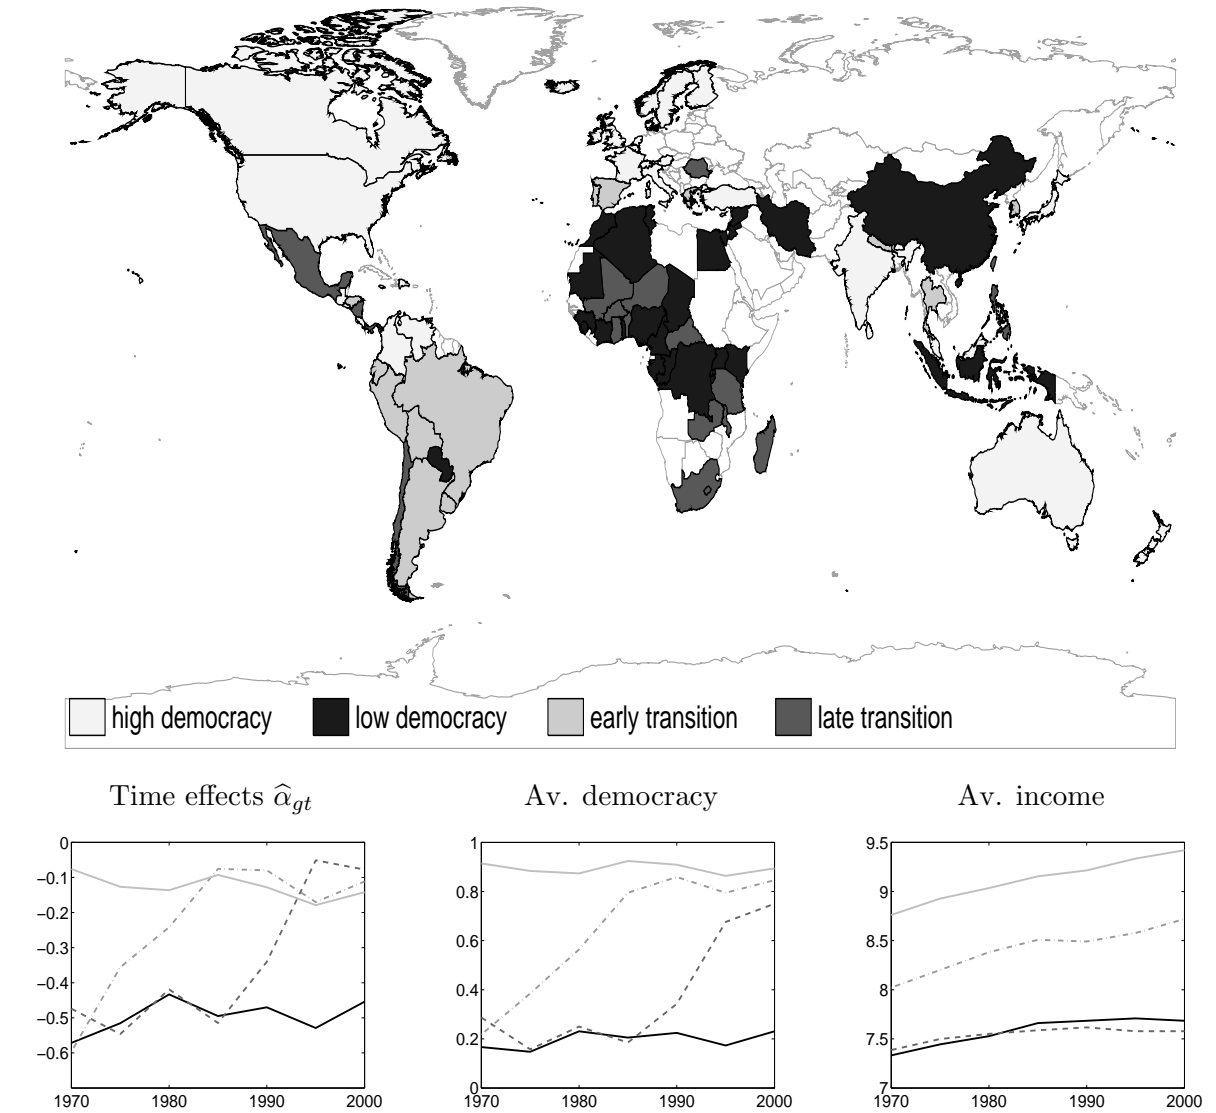 high democracy low democracy early transition late transition
Time effects α̂gt
Av. democracy
Av. income
0
−0.1
−0.2
−0.3
−0.4
−0.5
−0.6
1970 1980 1990 2000
1
0.8
0.6
0.4
0.2
0
1970 1980 1990 2000
9.5
9
8.5
8
7.5
7
1970 1980 1990 2000